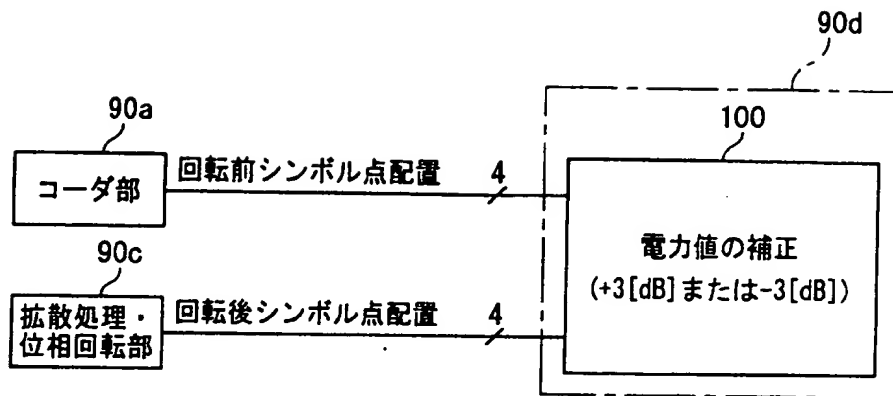 90d
90a
100
コーダ部
回転前シンボル点配置
4
電力値の補正
(+3[dB]または-3[dB])
90c
拡散処理・
位相回転部
回転後シンボル点配置
4